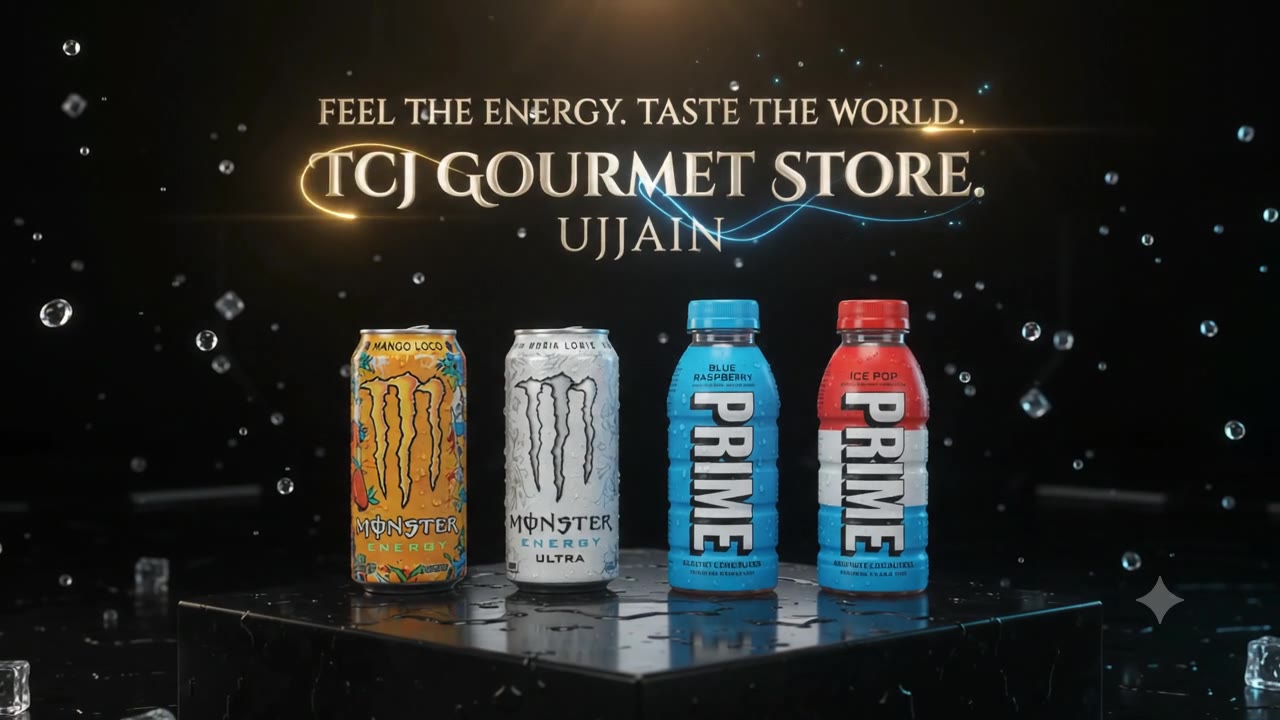 FEEL THE ENERGY. TASTE THE WORLD.
TCJ GOURMET STORE.
UJJAIN
MANGO LOCO
MONSTER
ENERGY
MONSTER
ENERGY
ULTRA
BLUE
RASPBERRY
PRIME
ICE POP
PRIME